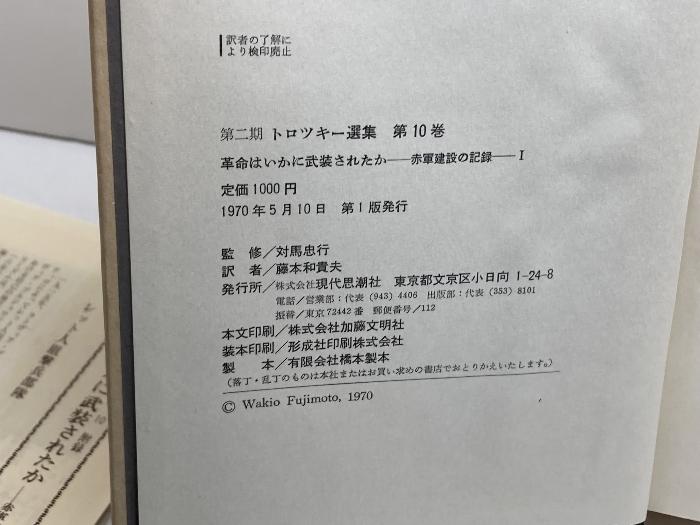 訳者の了解に
より検印廃止
第二期 トロツキー選集 第10巻
革命はいかに武装されたか――赤軍建設の記録――I
定価1000円
1970年5月10日 第1版発行
監修/対馬忠行
訳者/藤本和貴夫
発行所/株式会社現代思潮社 東京都文京区小日向 1-24-8
電話/営業部:代表(943)4406 出版部:代表(353)8101
振替/東京72442番 郵便番号/112
本文印刷/株式会社加藤文明社
装本印刷/形成社印刷株式会社
製本/有限会社橋本製本
(落丁・乱丁のものは本社またはお買い求めの書店でおとりかえいたします。)
© Wakio Fujimoto, 1970
に武装されたか――赤軍